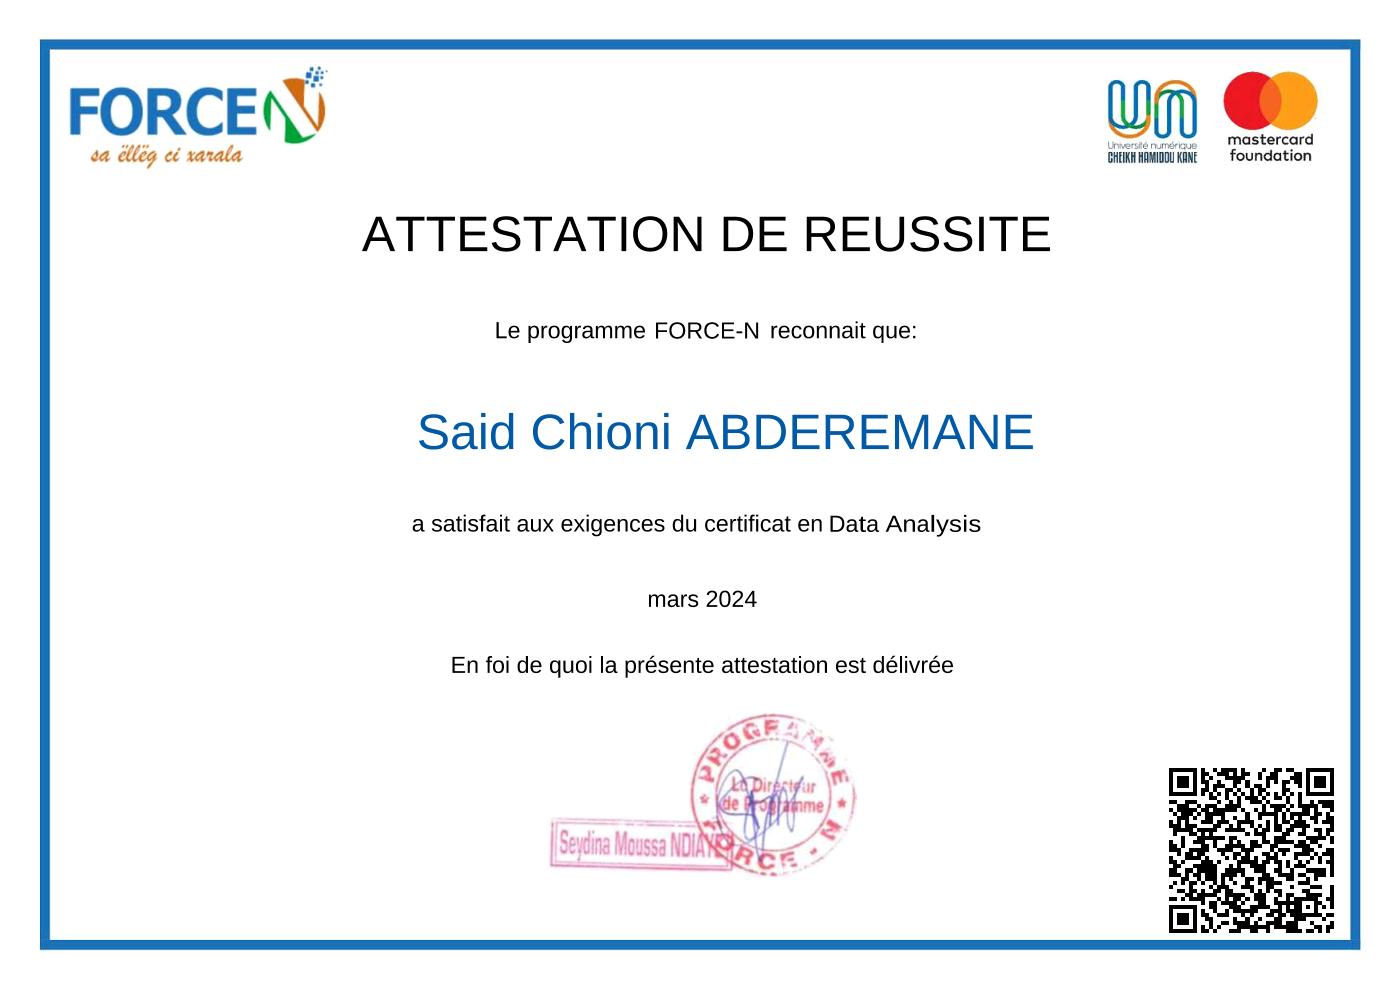 FORCE N
sa ëllëg ci xarala
Université numérique
CHEIKH HAMIDOU KANE
mastercard
foundation
ATTESTATION DE REUSSITE
Le programme FORCE-N reconnait que:
Said Chioni ABDEREMANE
a satisfait aux exigences du certificat en Data Analysis
mars 2024
En foi de quoi la présente attestation est délivrée
PROGRAMME
Le Directeur
de Programme
FORCE - N
Seydina Moussa NDIAYE